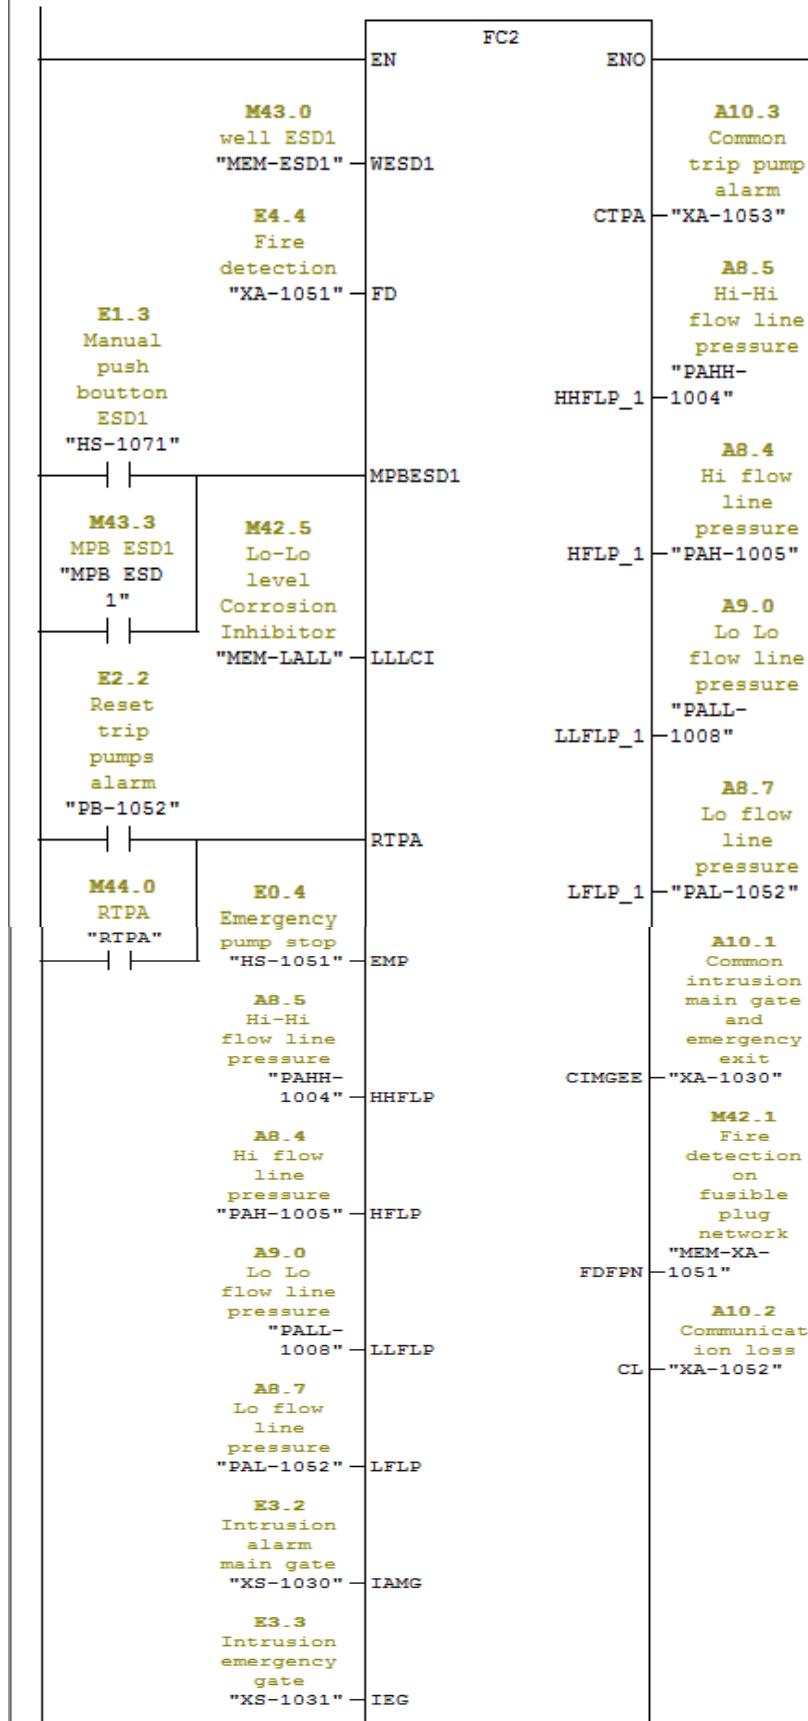 FC2
EN
ENO
M43.0
well ESD1
"MEM-ESD1"
WESD1
A10.3
Common
trip pump
alarm
CTPA
"XA-1053"
E4.4
Fire
detection
"XA-1051"
FD
A8.5
Hi-Hi
flow line
pressure
"PAHH-
HHFLP_1
1004"
E1.3
Manual
push
boutton
ESD1
"HS-1071"
MPBESD1
A8.4
Hi flow
line
pressure
HFLP_1
"PAH-1005"
M43.3
MPB ESD1
"MPB ESD
1"
M42.5
Lo-Lo
level
Corrosion
Inhibitor
"MEM-LALL"
LLLCI
A9.0
Lo Lo
flow line
pressure
"PALL-
LLFLP_1
1008"
E2.2
Reset
trip
pumps
alarm
"PB-1052"
RTPA
A8.7
Lo flow
line
pressure
LFLP_1
"PAL-1052"
M44.0
RTPA
"RTPA"
E0.4
Emergency
pump stop
"HS-1051"
EMP
A10.1
Common
intrusion
main gate
and
emergency
exit
CIMGEE
"XA-1030"
A8.5
Hi-Hi
flow line
pressure
"PAHH-
1004"
HHFLP
M42.1
Fire
detection
on
fusible
plug
network
"MEM-XA-
FDFPN
1051"
A8.4
Hi flow
line
pressure
"PAH-1005"
HFLP
A10.2
Communicat
ion loss
CL
"XA-1052"
A9.0
Lo Lo
flow line
pressure
"PALL-
1008"
LLFLP
A8.7
Lo flow
line
pressure
"PAL-1052"
LFLP
E3.2
Intrusion
alarm
main gate
"XS-1030"
IAMG
E3.3
Intrusion
emergency
gate
"XS-1031"
IEG